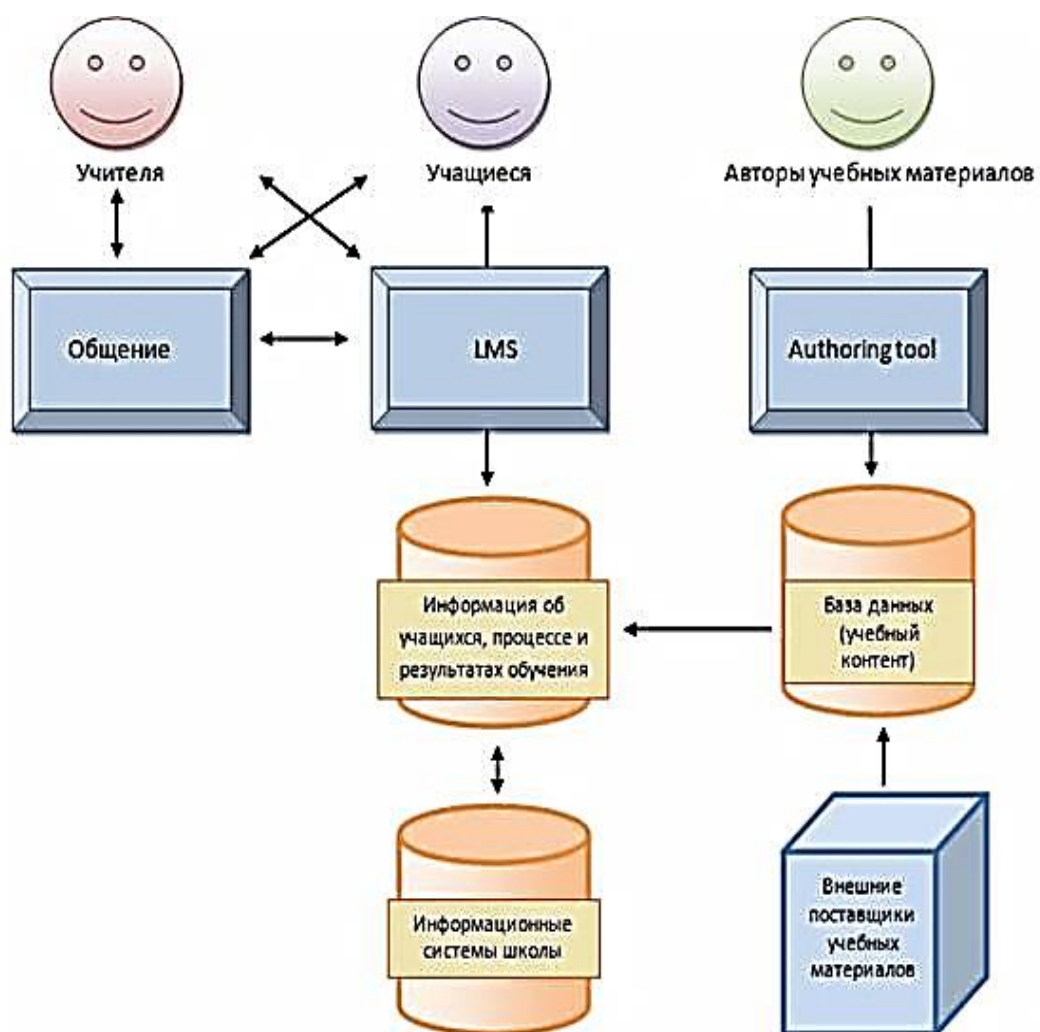 Учителя
Учащиеся
Авторы учебных материалов
Общение
LMS
Authoring tool
Информация об
учащихся, процессе и
результатах обучения
База данных
(учебный
контент)
Информационные
системы школы
Внешние
поставщики
учебных
материалов